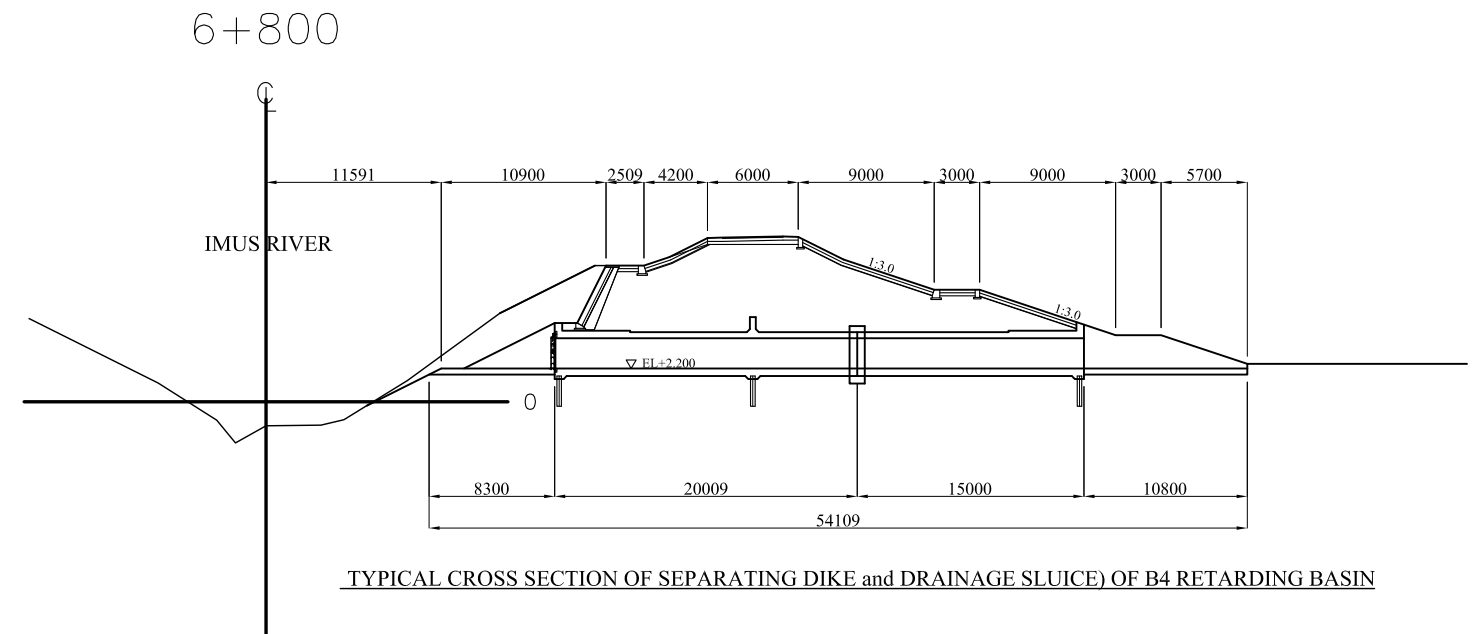 6+800
℄
11591 10900 2509 4200 6000 9000 3000 9000 3000 5700
IMUS RIVER
1:3.0
1:3.0
EL+2.200
0
8300 20009 15000 10800
54109
TYPICAL CROSS SECTION OF SEPARATING DIKE and DRAINAGE SLUICE) OF B4 RETARDING BASIN